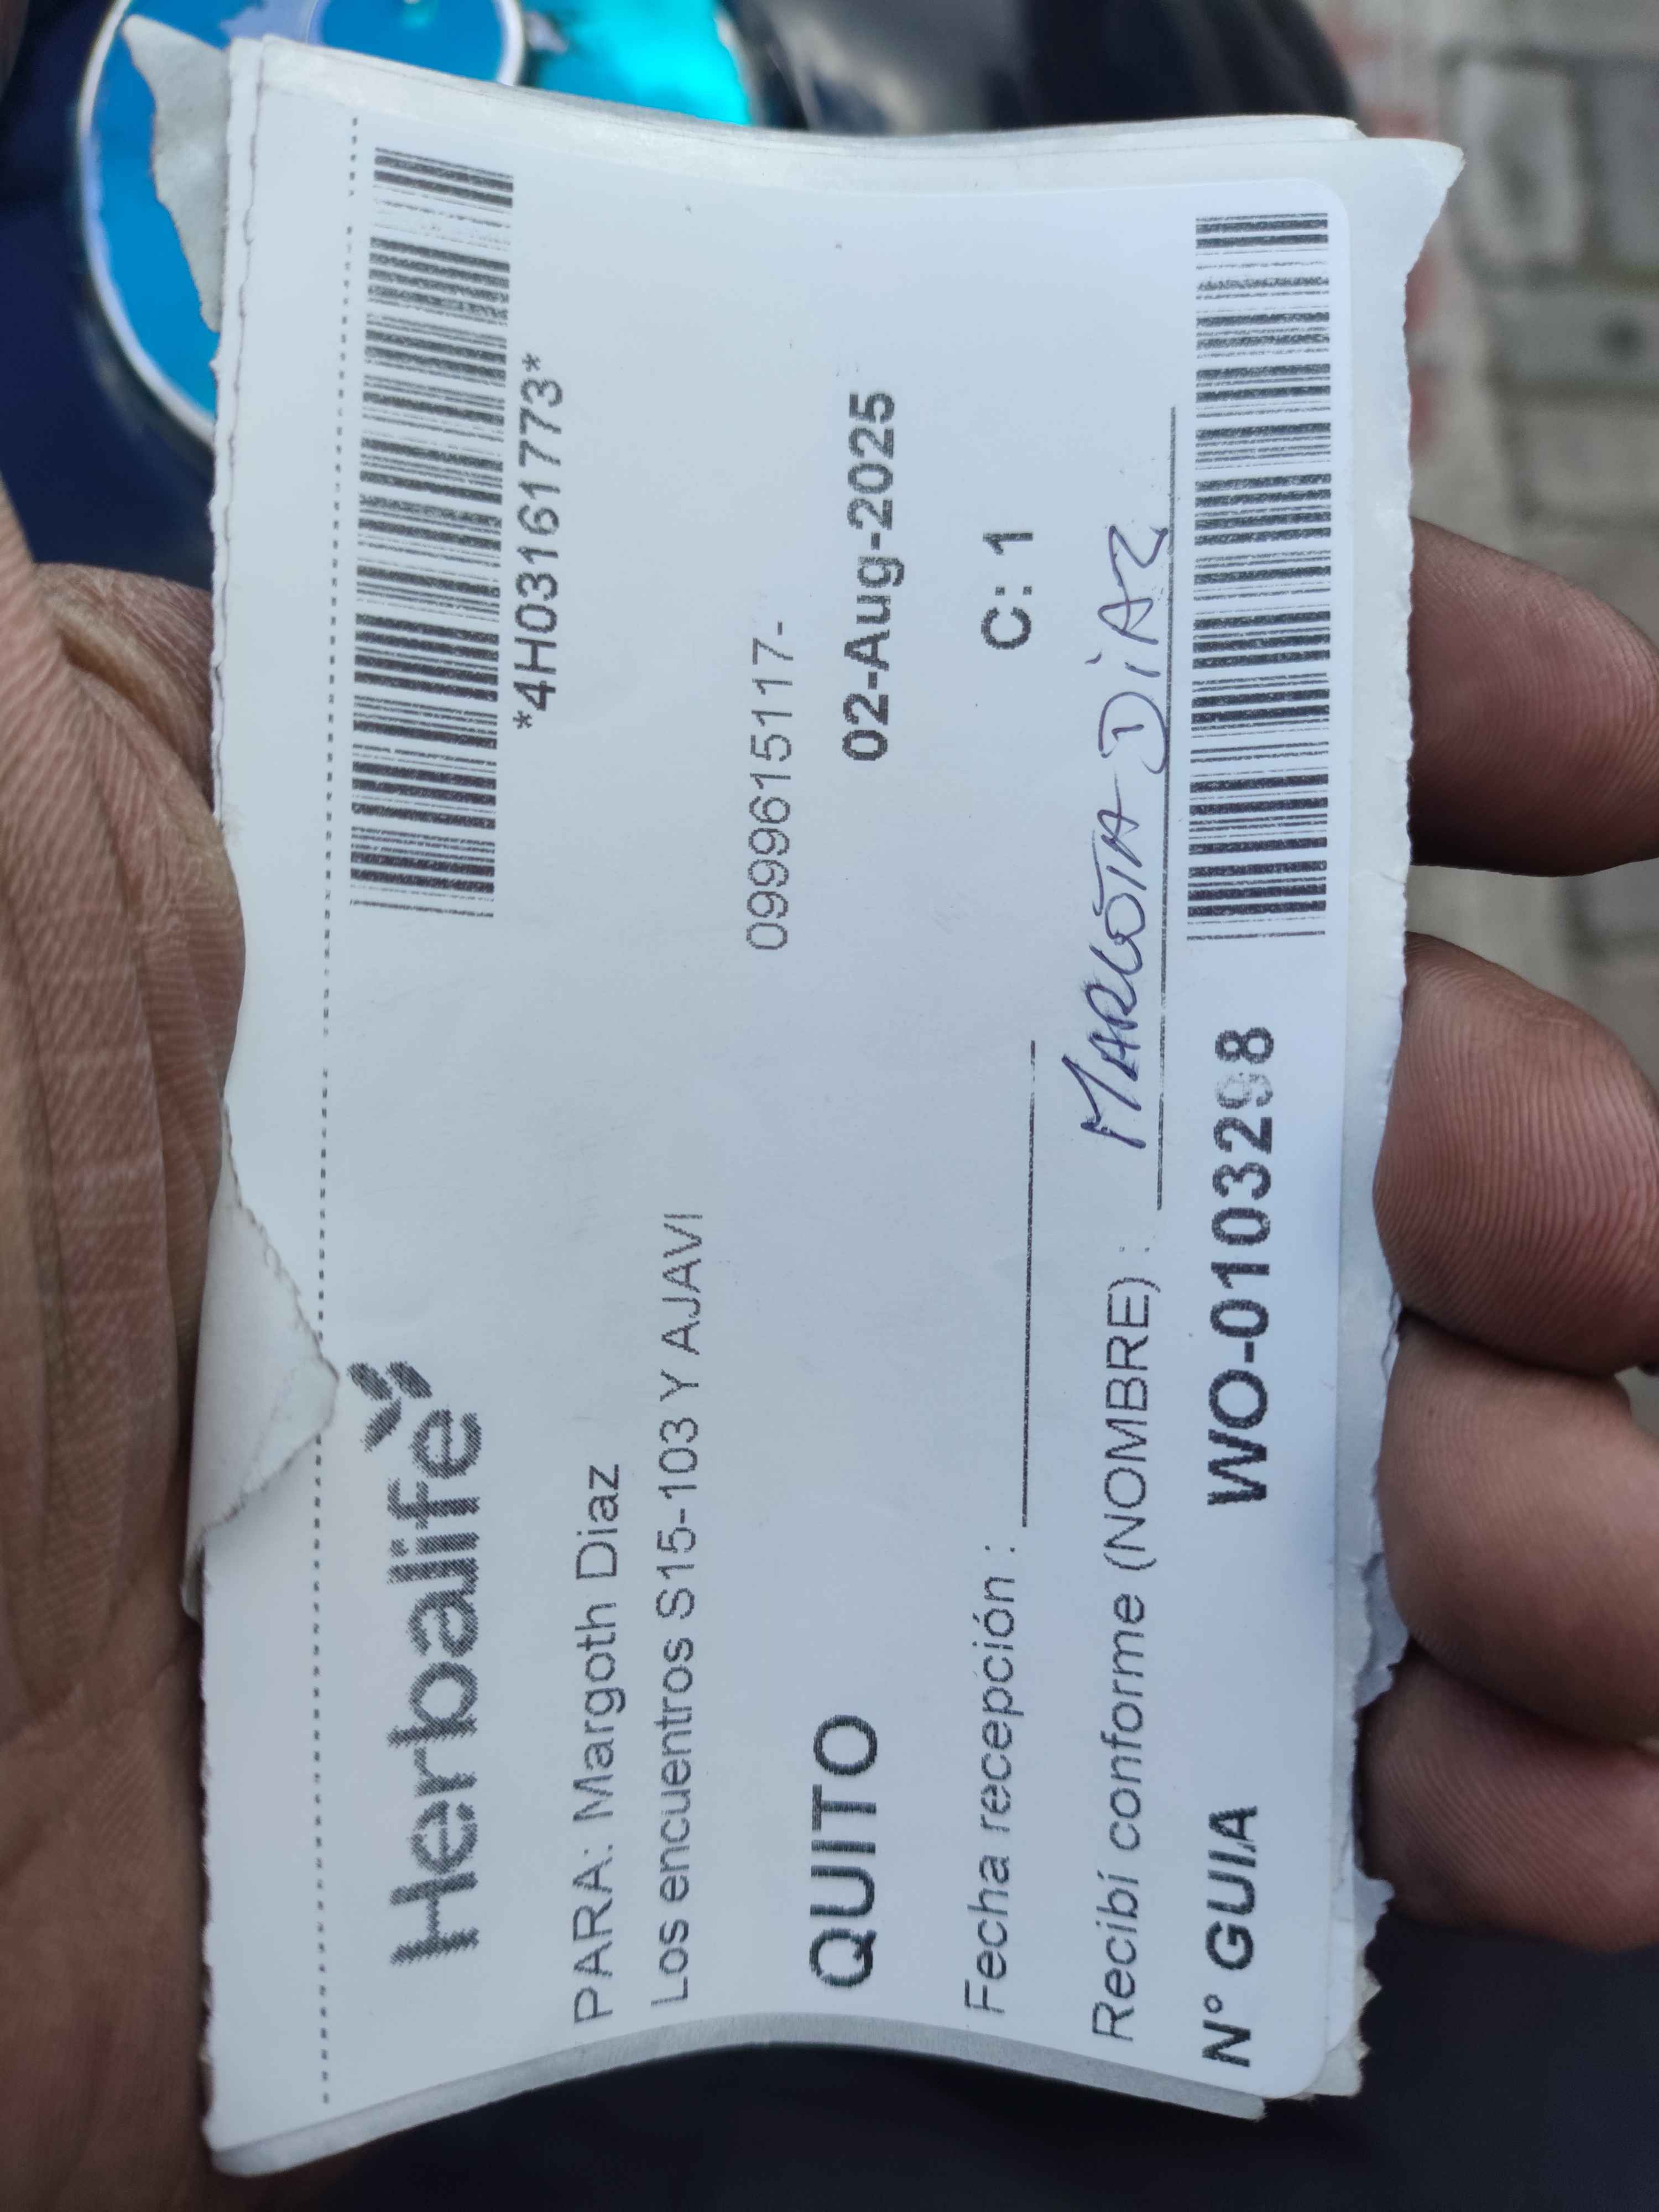 Herbalife
*4H03161773*
PARA: Margoth Diaz
Los encuentros S15-103 Y AJAVI
0999615117-
QUITO
02-Aug-2025
Fecha recepción :
C: 1
Recibí conforme (NOMBRE) : MARGOTH DiAZ
N° GUIA WO-0103298